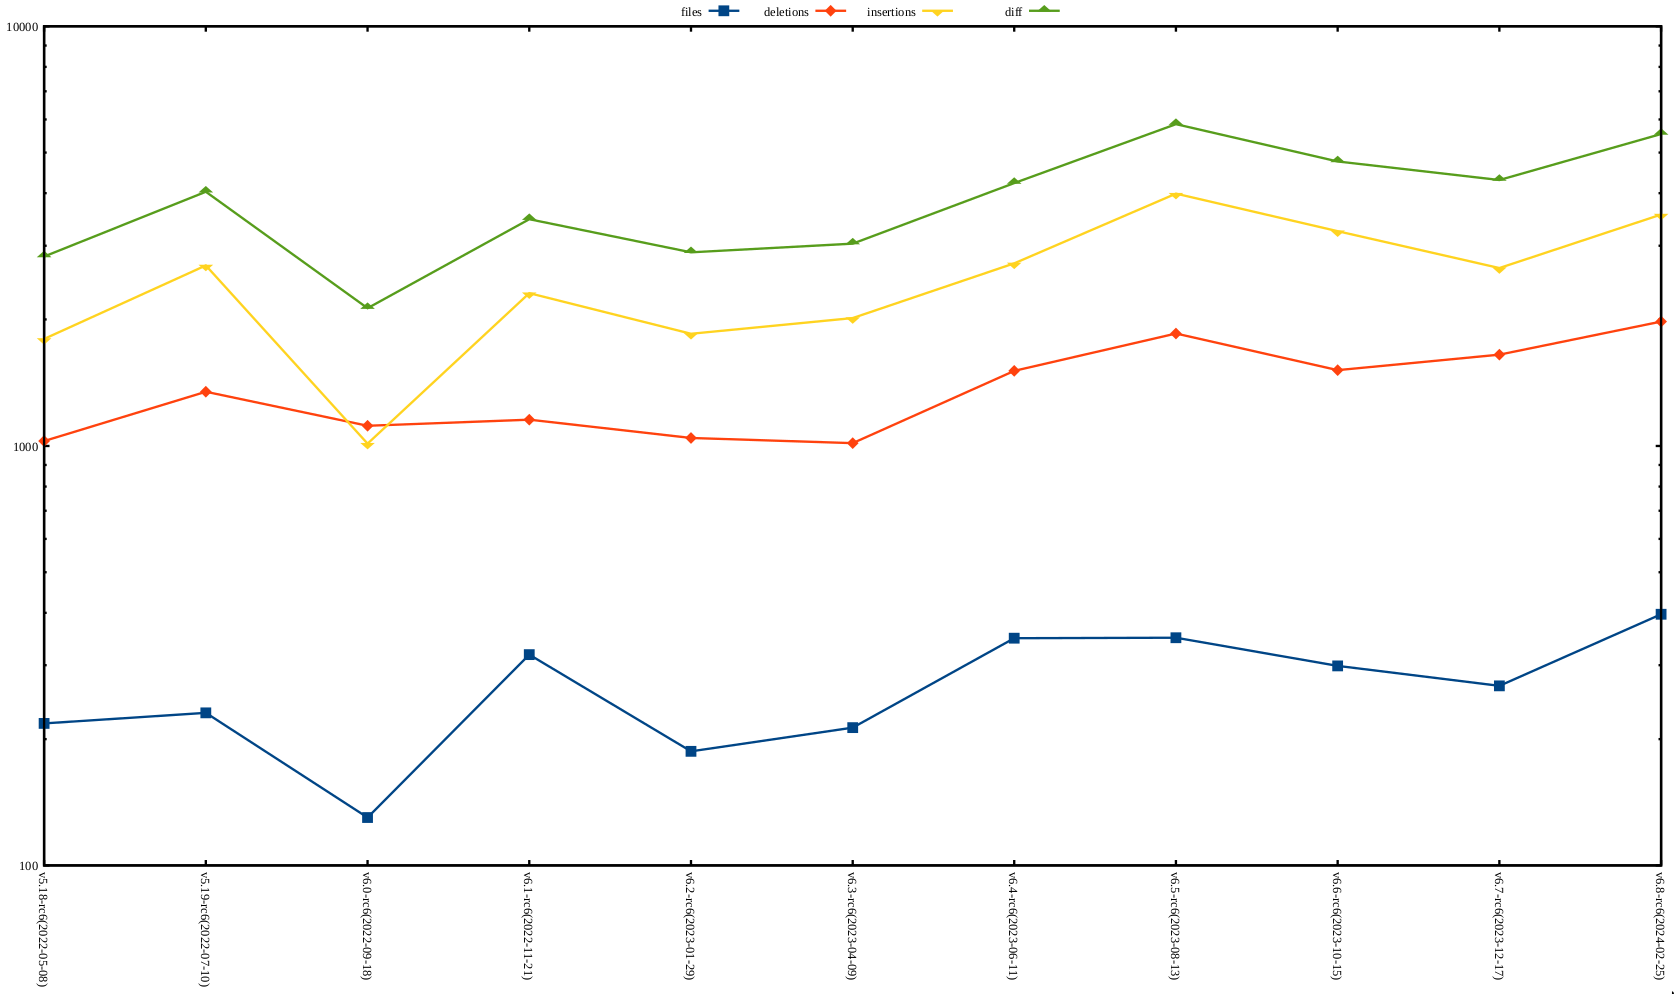 files deletions insertions diff
10000
1000
100
v5.18-rc6(2022-05-08)
v5.19-rc6(2022-07-10)
v6.0-rc6(2022-09-18)
v6.1-rc6(2022-11-21)
v6.2-rc6(2023-01-29)
v6.3-rc6(2023-04-09)
v6.4-rc6(2023-06-11)
v6.5-rc6(2023-08-13)
v6.6-rc6(2023-10-15)
v6.7-rc6(2023-12-17)
v6.8-rc6(2024-02-25)